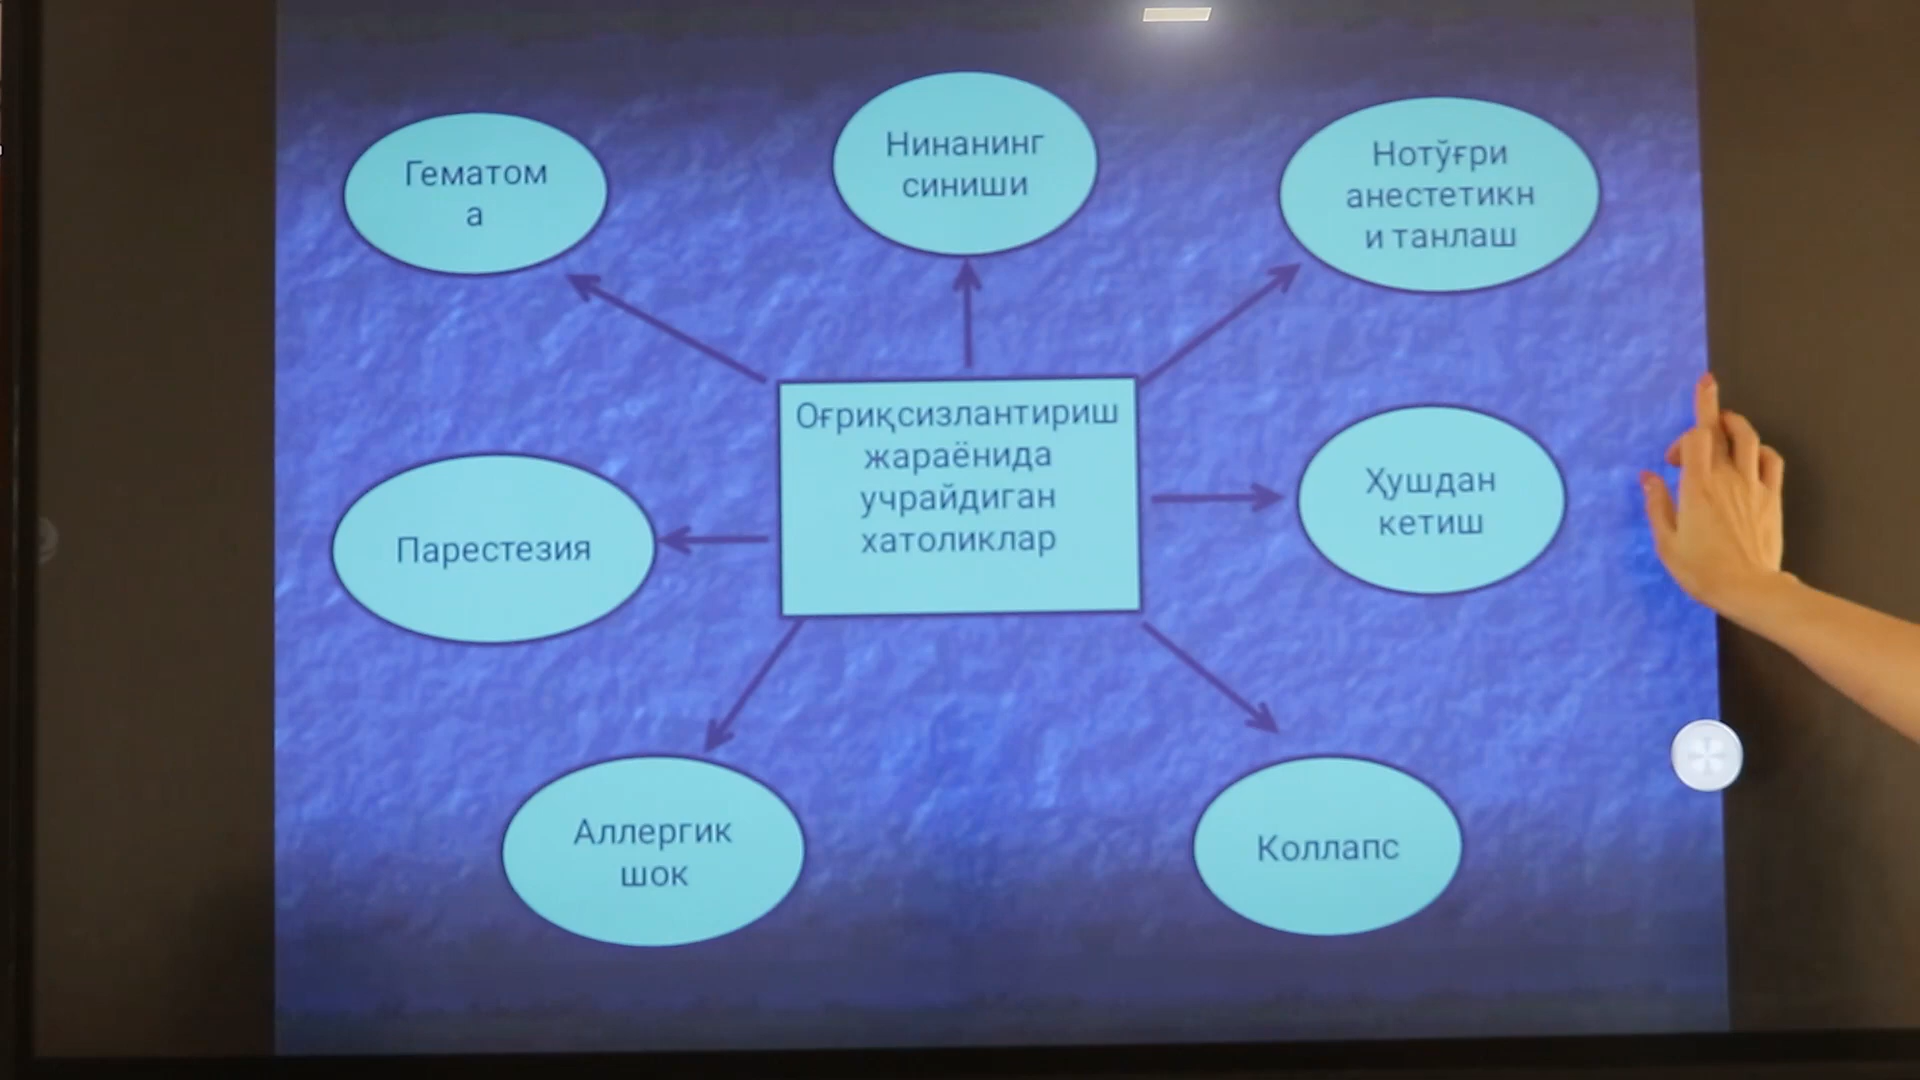 Гематом
а
Нинанинг
синиши
Нотўғри
анестетикн
и танлаш
Оғриқсизлантириш
жараёнида
учрайдиган
хатоликлар
Парестезия
Ҳушдан
кетиш
Аллергик
шок
Коллапс